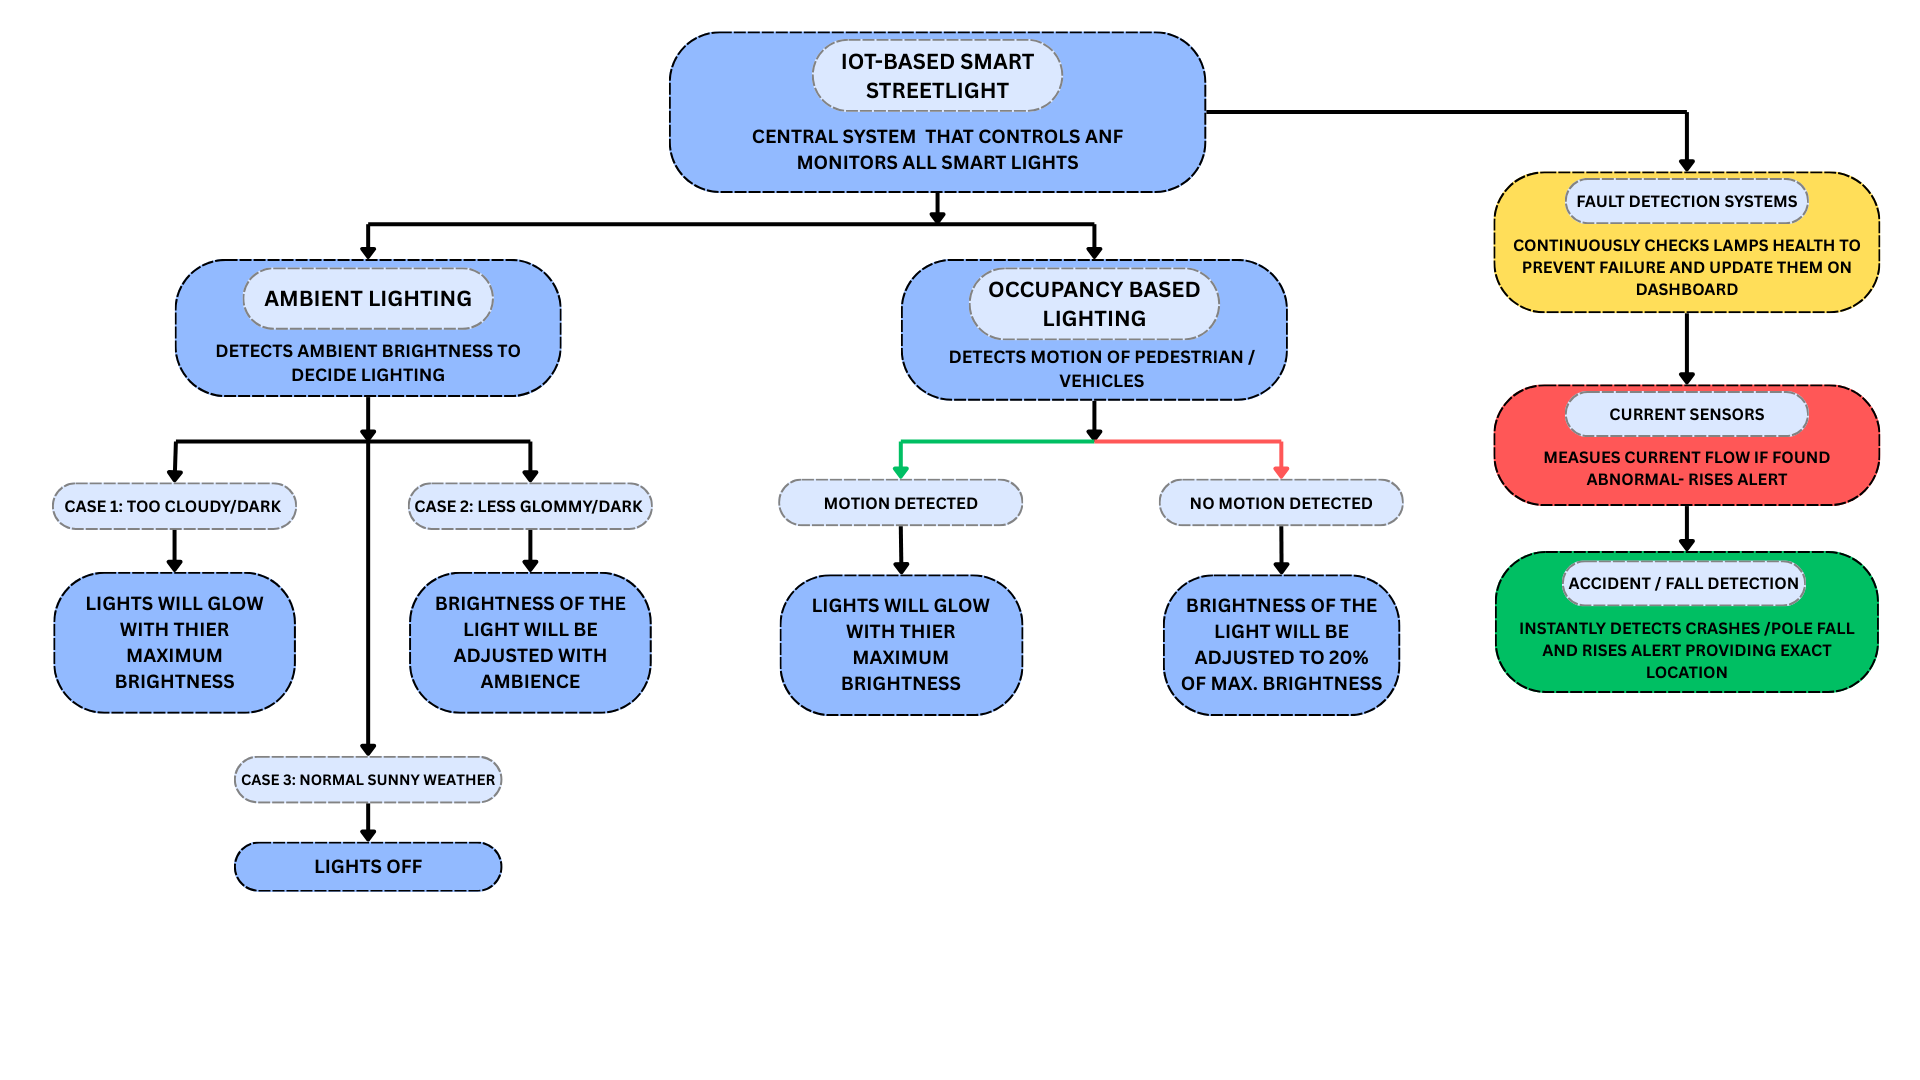 IOT-BASED SMART
STREETLIGHT
CENTRAL SYSTEM THAT CONTROLS ANF
MONITORS ALL SMART LIGHTS
AMBIENT LIGHTING
DETECTS AMBIENT BRIGHTNESS TO
DECIDE LIGHTING
CASE 1: TOO CLOUDY/DARK
LIGHTS WILL GLOW
WITH THIER
MAXIMUM
BRIGHTNESS
CASE 2: LESS GLOMMY/DARK
BRIGHTNESS OF THE
LIGHT WILL BE
ADJUSTED WITH
AMBIENCE
CASE 3: NORMAL SUNNY WEATHER
LIGHTS OFF
OCCUPANCY BASED
LIGHTING
DETECTS MOTION OF PEDESTRIAN /
VEHICLES
MOTION DETECTED
LIGHTS WILL GLOW
WITH THIER
MAXIMUM
BRIGHTNESS
NO MOTION DETECTED
BRIGHTNESS OF THE
LIGHT WILL BE
ADJUSTED TO 20%
OF MAX. BRIGHTNESS
FAULT DETECTION SYSTEMS
CONTINUOUSLY CHECKS LAMPS HEALTH TO
PREVENT FAILURE AND UPDATE THEM ON
DASHBOARD
CURRENT SENSORS
MEASUES CURRENT FLOW IF FOUND
ABNORMAL- RISES ALERT
ACCIDENT / FALL DETECTION
INSTANTLY DETECTS CRASHES /POLE FALL
AND RISES ALERT PROVIDING EXACT
LOCATION